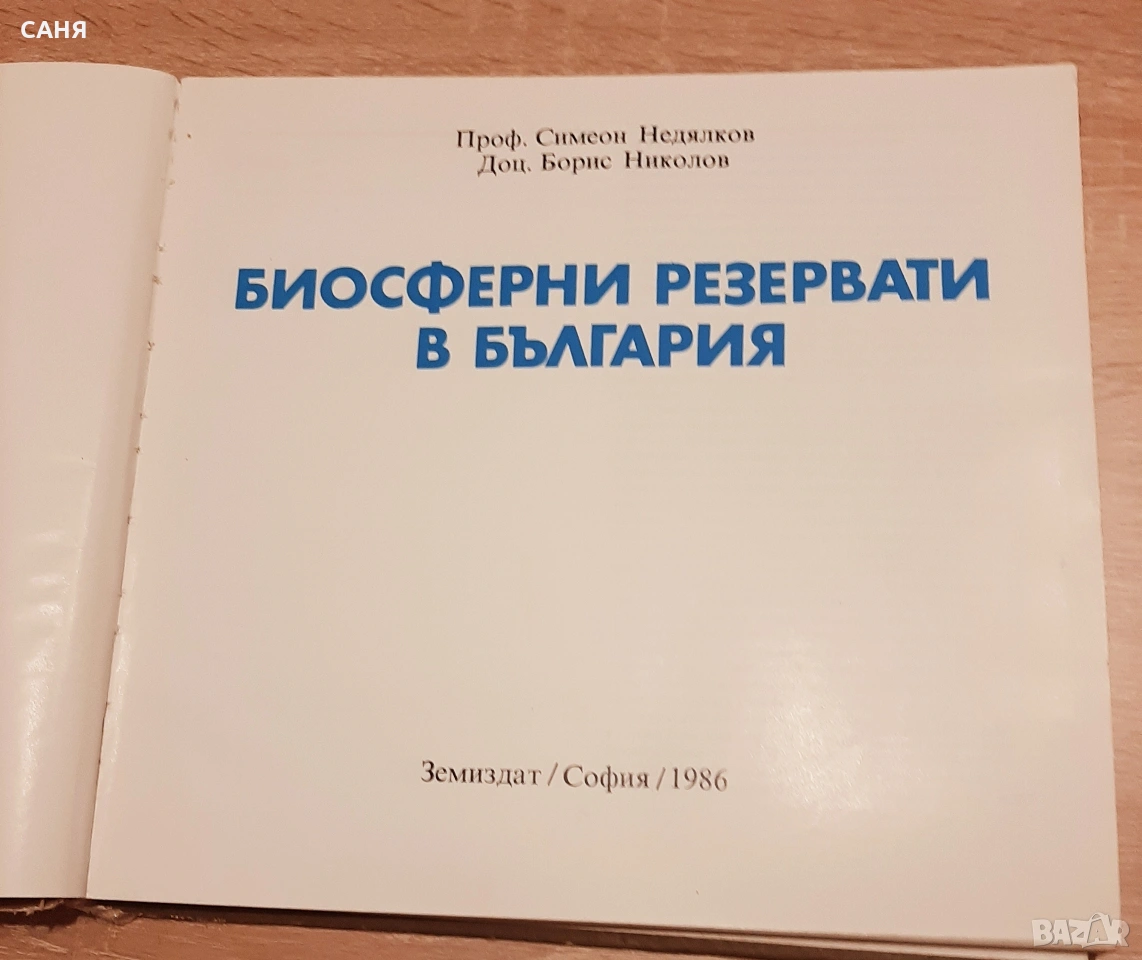 САНЯ
Проф. Симеон Недялков
Доц. Борис Николов
БИОСФЕРНИ РЕЗЕРВАТИ
В БЪЛГАРИЯ
Земиздат / София / 1986
BAZAR